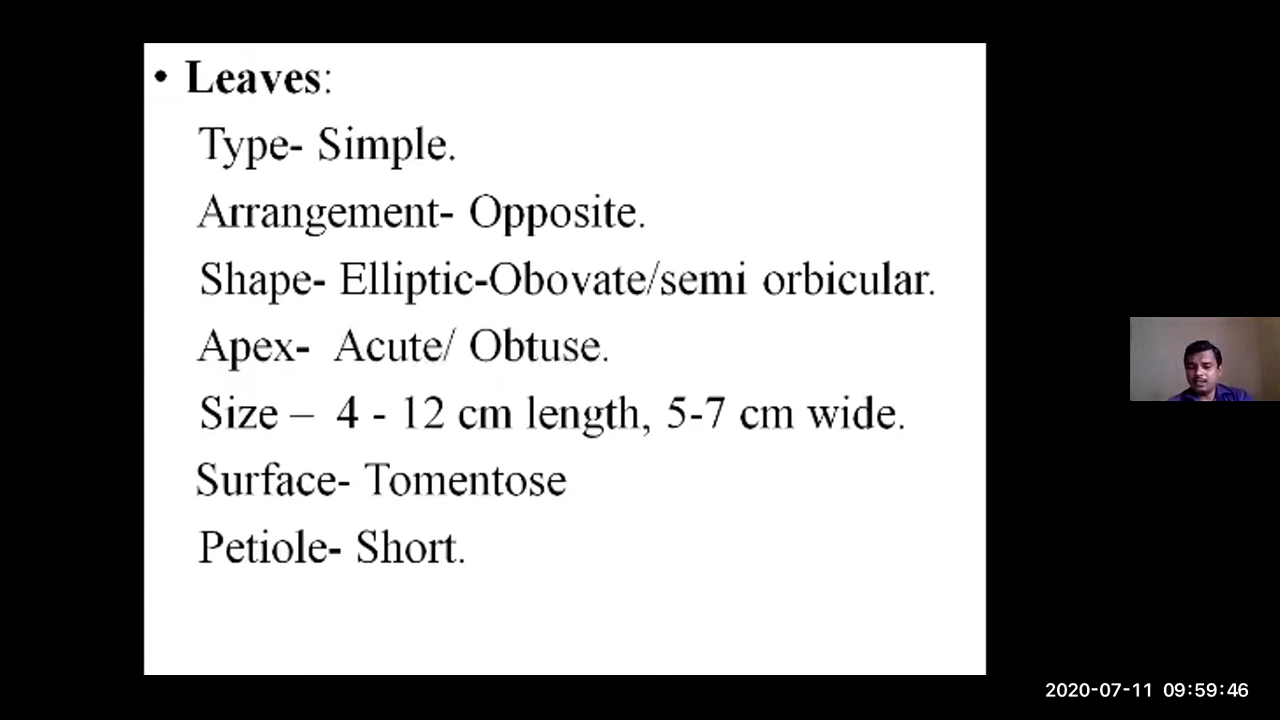 • Leaves:
Type- Simple.
Arrangement- Opposite.
Shape- Elliptic-Obovate/semi orbicular.
Apex- Acute/ Obtuse.
Size – 4 - 12 cm length, 5-7 cm wide.
Surface- Tomentose
Petiole- Short.
2020-07-11 09:59:46